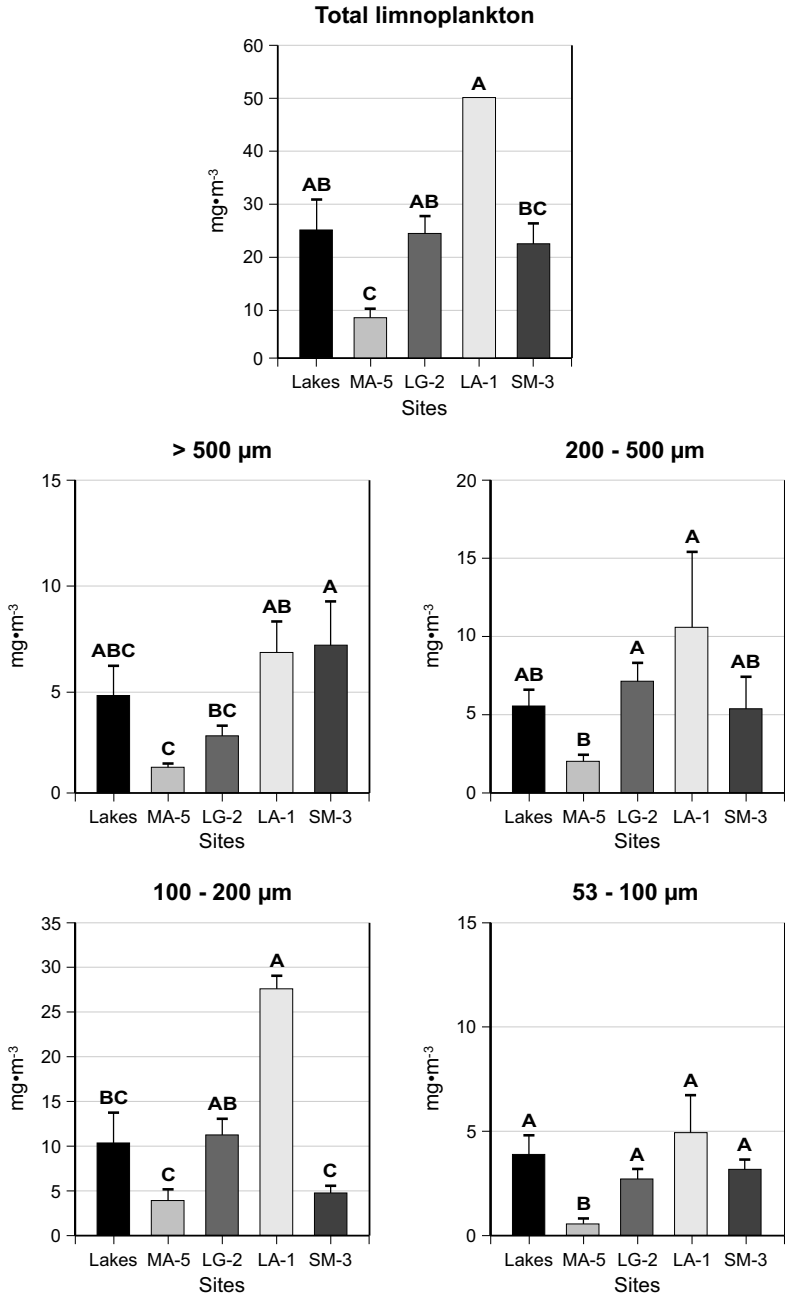 Total limnoplankton
60
50
40
30
20
10
0
mg•m⁻³
A
AB
AB
BC
C
Lakes MA-5 LG-2 LA-1 SM-3
Sites
> 500 µm
15
10
5
0
mg•m⁻³
ABC
C
BC
AB
A
Lakes MA-5 LG-2 LA-1 SM-3
Sites
200 - 500 µm
20
15
10
5
0
mg•m⁻³
AB
B
A
A
AB
Lakes MA-5 LG-2 LA-1 SM-3
Sites
100 - 200 µm
35
30
25
20
15
10
5
0
mg•m⁻³
BC
C
AB
A
C
Lakes MA-5 LG-2 LA-1 SM-3
Sites
53 - 100 µm
15
10
5
0
mg•m⁻³
A
B
A
A
A
Lakes MA-5 LG-2 LA-1 SM-3
Sites